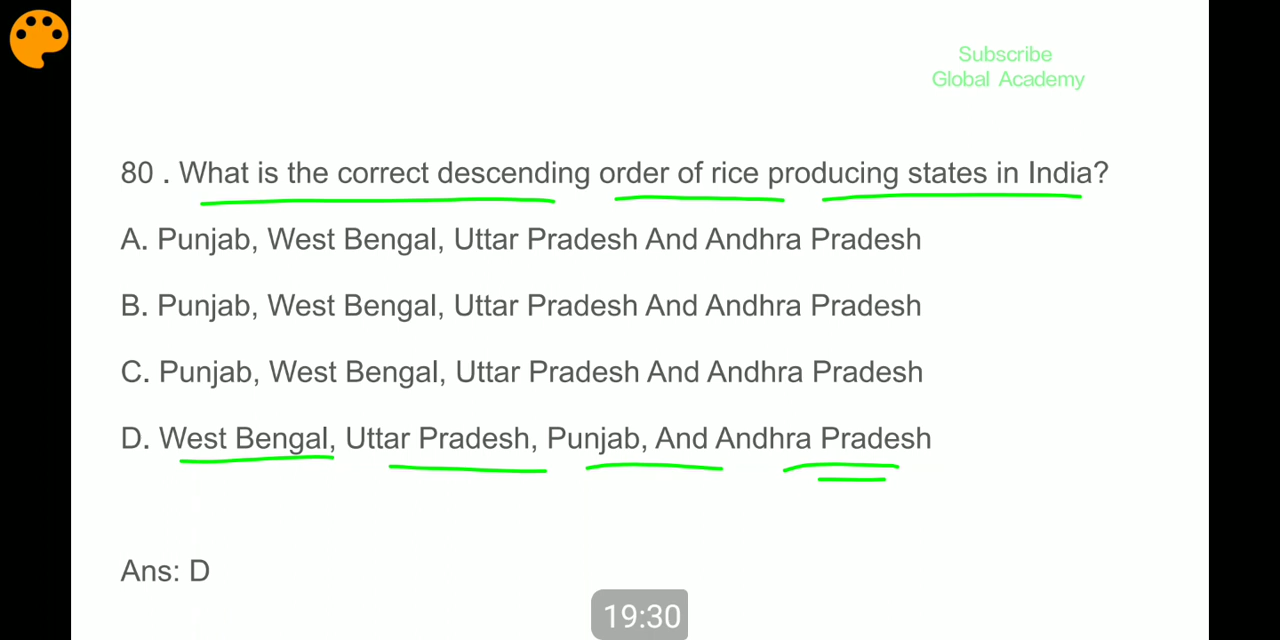 Subscribe
Global Academy
80 . What is the correct descending order of rice producing states in India?
A. Punjab, West Bengal, Uttar Pradesh And Andhra Pradesh
B. Punjab, West Bengal, Uttar Pradesh And Andhra Pradesh
C. Punjab, West Bengal, Uttar Pradesh And Andhra Pradesh
D. West Bengal, Uttar Pradesh, Punjab, And Andhra Pradesh
Ans: D
19:30